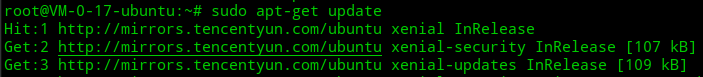 root@VM-0-17-ubuntu:~# sudo apt-get update
Hit:1 http://mirrors.tencentyun.com/ubuntu xenial InRelease
Get:2 http://mirrors.tencentyun.com/ubuntu xenial-security InRelease [107 kB]
Get:3 http://mirrors.tencentyun.com/ubuntu xenial-updates InRelease [109 kB]